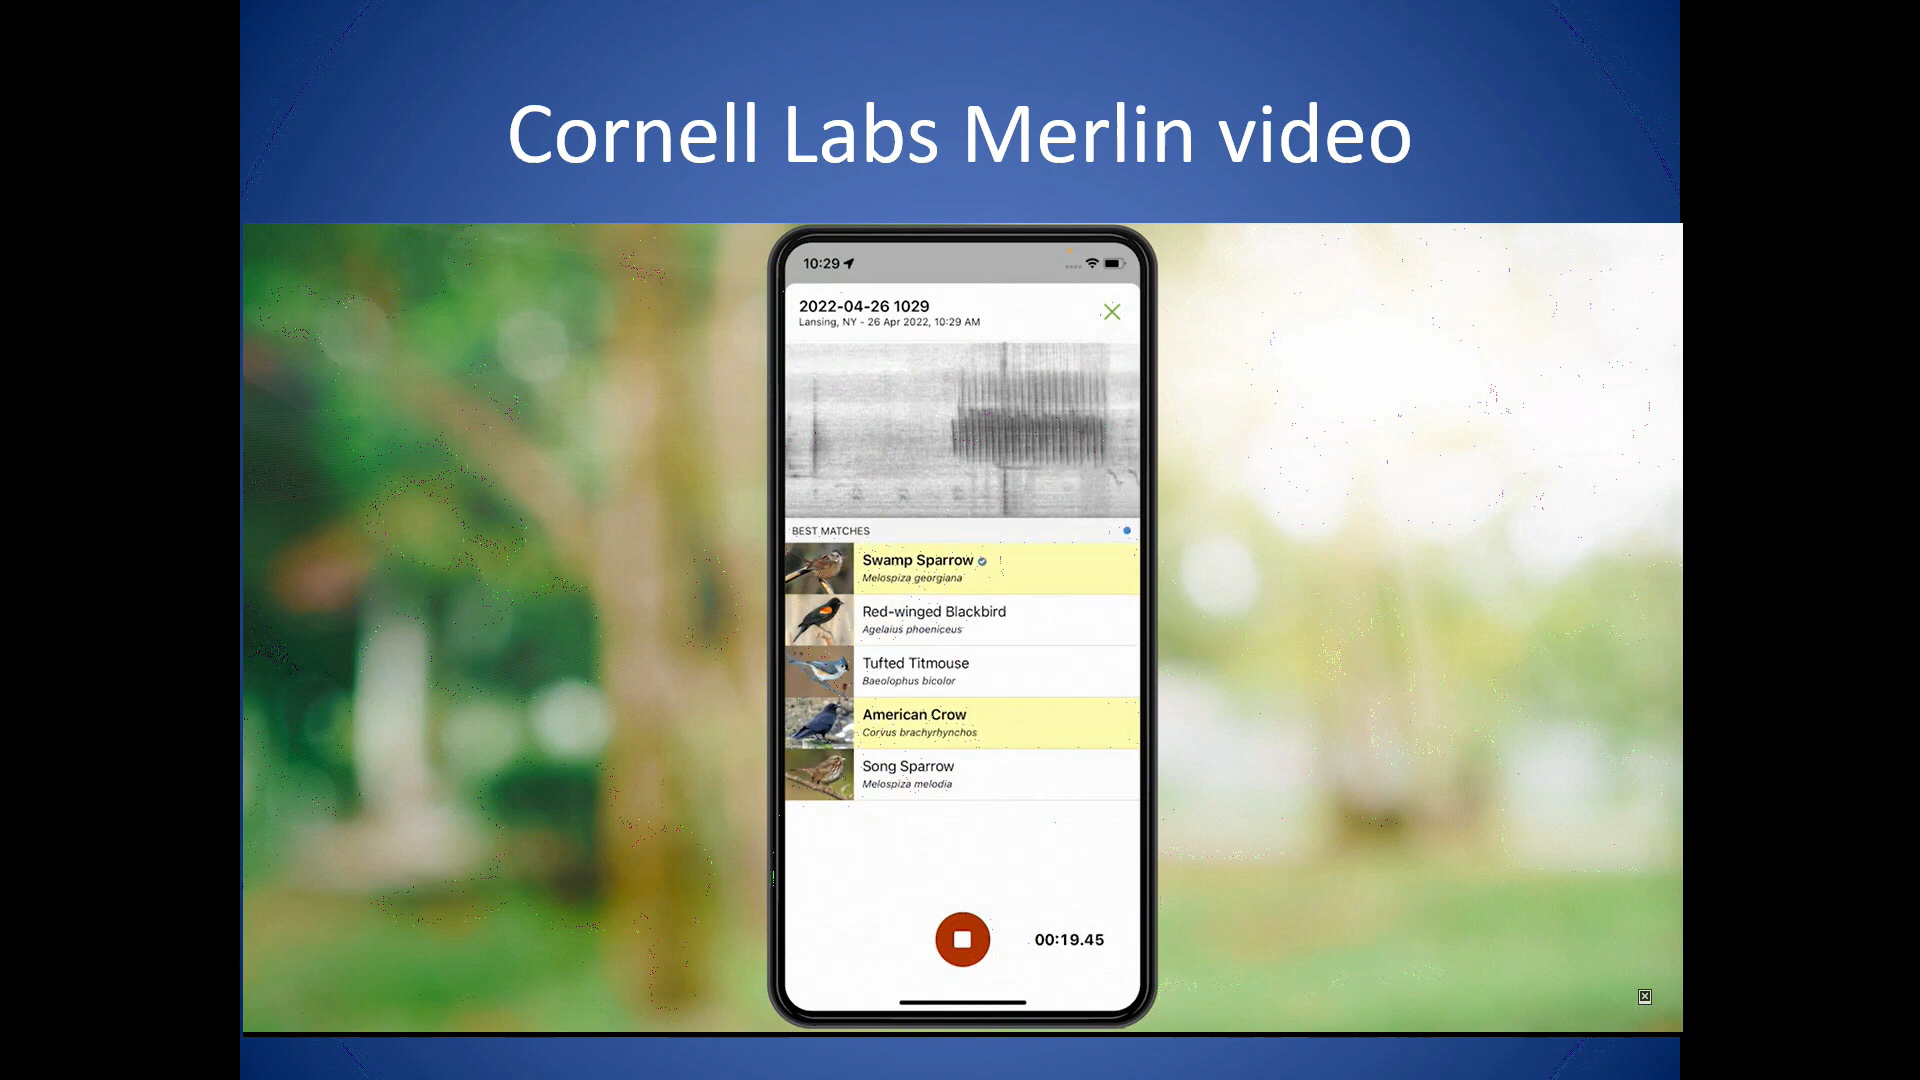 Cornell Labs Merlin video
10:29
2022-04-26 1029
Lansing, NY - 26 Apr 2022, 10:29 AM
BEST MATCHES
Swamp Sparrow
Melospiza georgiana
Red-winged Blackbird
Agelaius phoeniceus
Tufted Titmouse
Baeolophus bicolor
American Crow
Corvus brachyrhynchos
Song Sparrow
Melospiza melodia
00:19.45